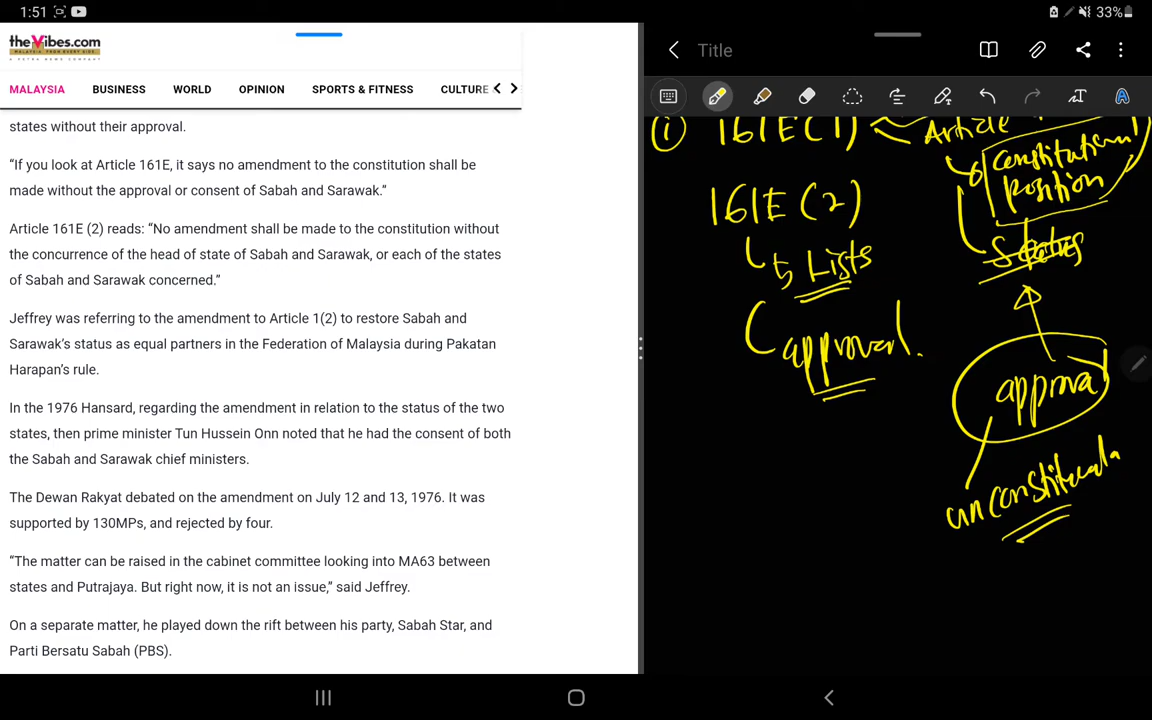 1:51
33%
theVibes.com
MALAYSIA BUSINESS WORLD OPINION SPORTS & FITNESS CULTURE
states without their approval.
“If you look at Article 161E, it says no amendment to the constitution shall be
made without the approval or consent of Sabah and Sarawak.”
Article 161E (2) reads: “No amendment shall be made to the constitution without
the concurrence of the head of state of Sabah and Sarawak, or each of the states
of Sabah and Sarawak concerned.”
Jeffrey was referring to the amendment to Article 1(2) to restore Sabah and
Sarawak’s status as equal partners in the Federation of Malaysia during Pakatan
Harapan’s rule.
In the 1976 Hansard, regarding the amendment in relation to the status of the two
states, then prime minister Tun Hussein Onn noted that he had the consent of both
the Sabah and Sarawak chief ministers.
The Dewan Rakyat debated on the amendment on July 12 and 13, 1976. It was
supported by 130MPs, and rejected by four.
“The matter can be raised in the cabinet committee looking into MA63 between
states and Putrajaya. But right now, it is not an issue,” said Jeffrey.
On a separate matter, he played down the rift between his party, Sabah Star, and
Parti Bersatu Sabah (PBS).
Title
(i) 161E(1) Article
constitutional
position
161E (2)
5 Lists
approval.
approval